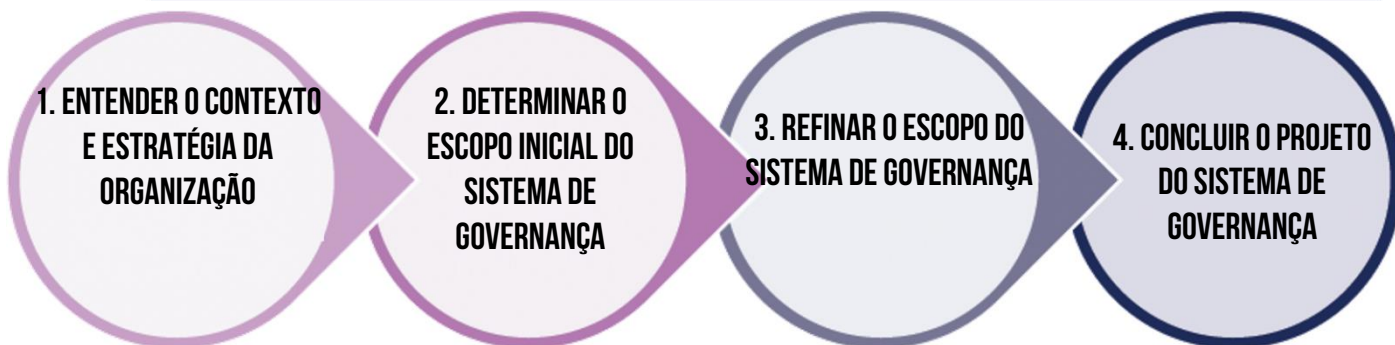 1. ENTENDER O CONTEXTO
E ESTRATÉGIA DA
ORGANIZAÇÃO
2. DETERMINAR O
ESCOPO INICIAL DO
SISTEMA DE
GOVERNANÇA
3. REFINAR O ESCOPO DO
SISTEMA DE GOVERNANÇA
4. CONCLUIR O PROJETO
DO SISTEMA DE
GOVERNANÇA